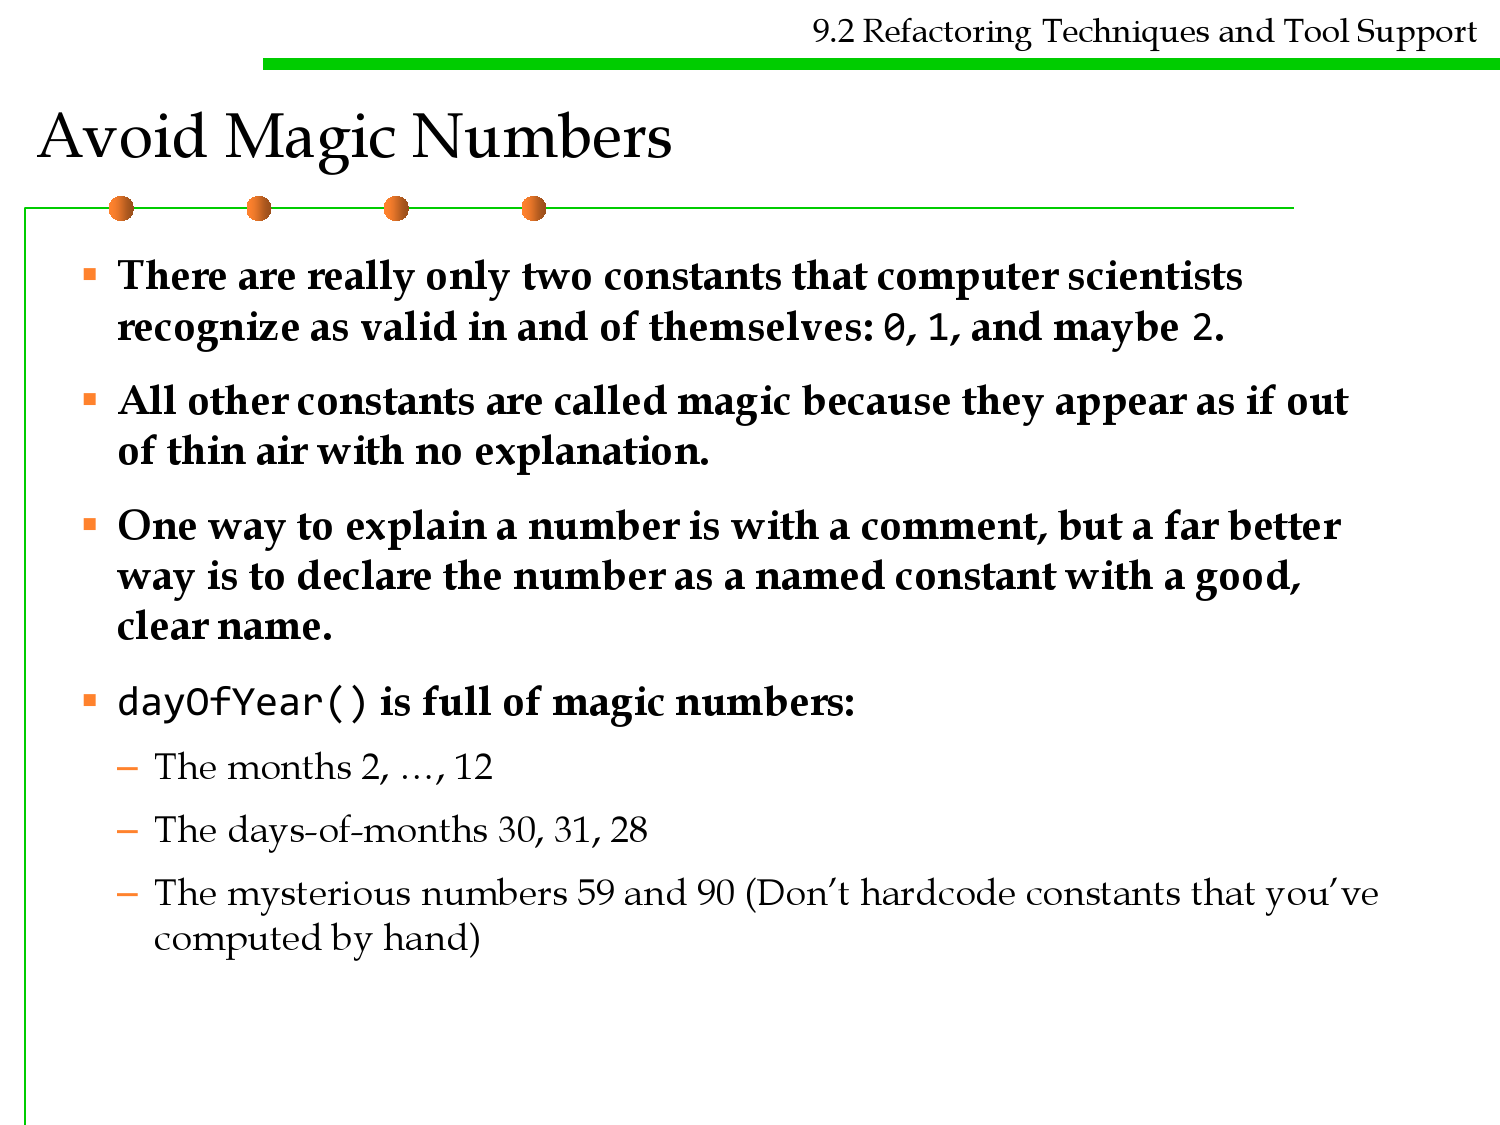 9.2 Refactoring Techniques and Tool Support
Avoid Magic Numbers
▪ There are really only two constants that computer scientists
recognize as valid in and of themselves: 0, 1, and maybe 2.
▪ All other constants are called magic because they appear as if out
of thin air with no explanation.
▪ One way to explain a number is with a comment, but a far better
way is to declare the number as a named constant with a good,
clear name.
▪ dayOfYear() is full of magic numbers:
– The months 2, …, 12
– The days-of-months 30, 31, 28
– The mysterious numbers 59 and 90 (Don’t hardcode constants that you’ve
computed by hand)